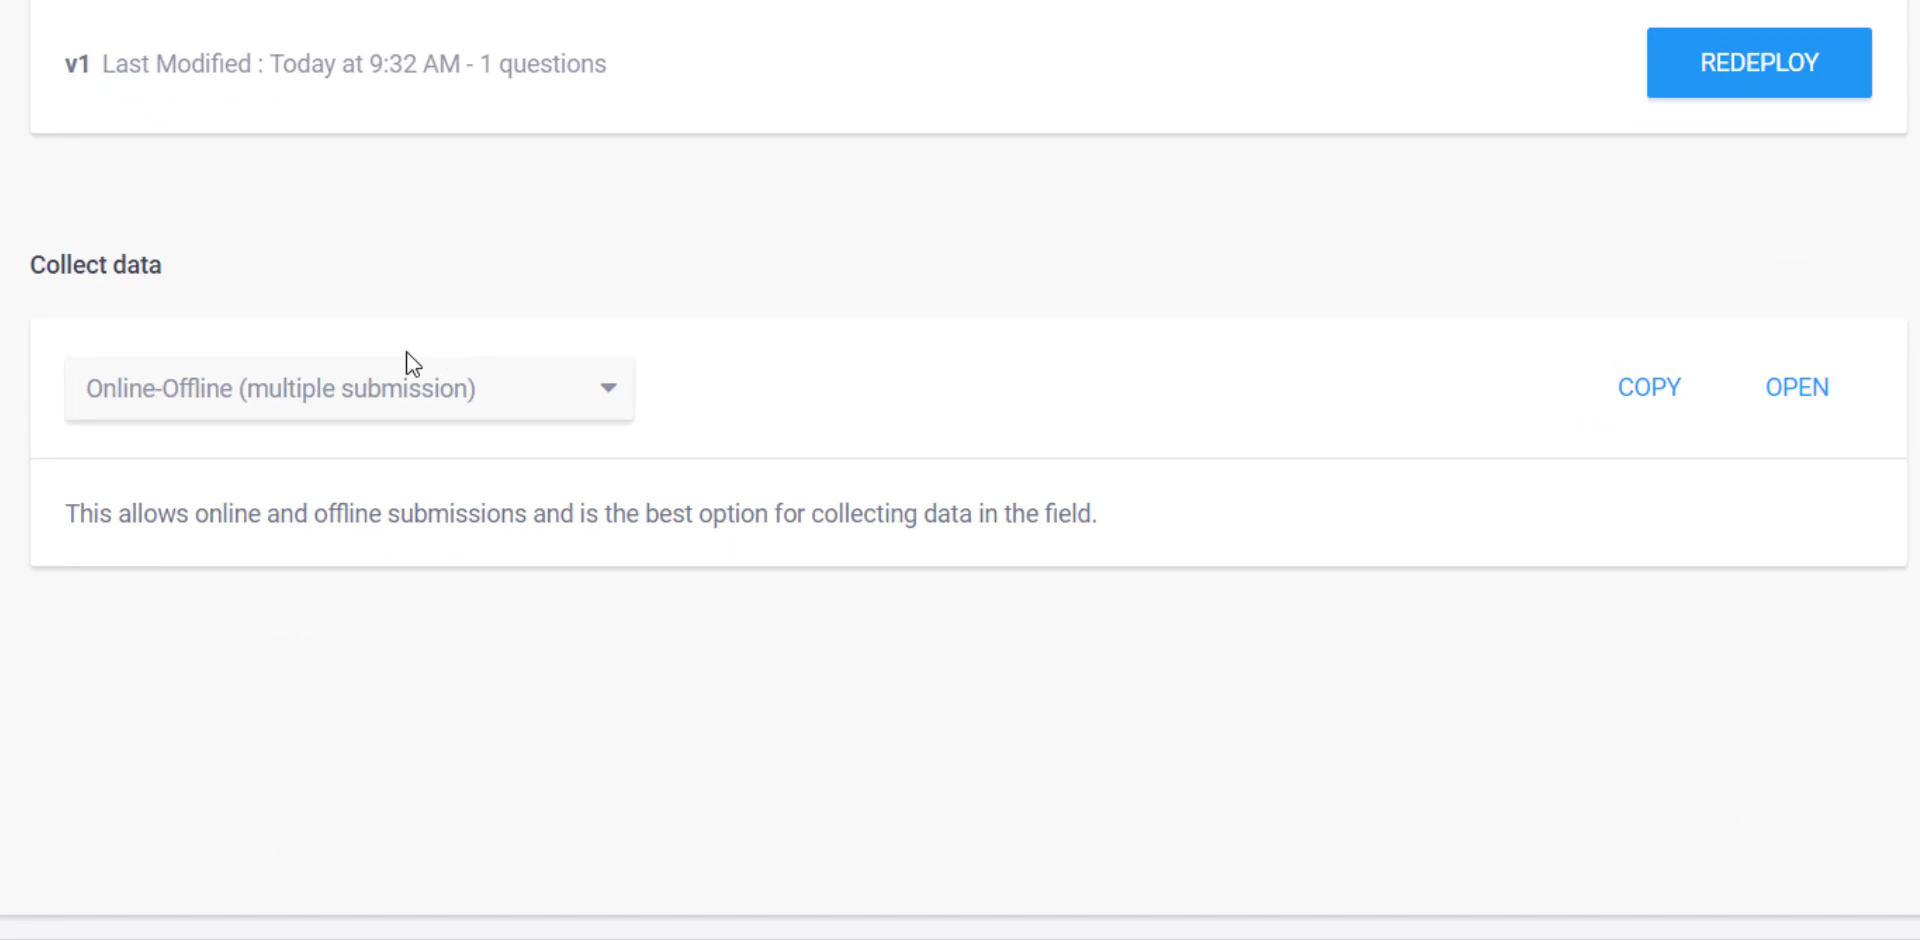 v1 Last Modified : Today at 9:32 AM - 1 questions
REDEPLOY
Collect data
Online-Offline (multiple submission)
COPY
OPEN
This allows online and offline submissions and is the best option for collecting data in the field.